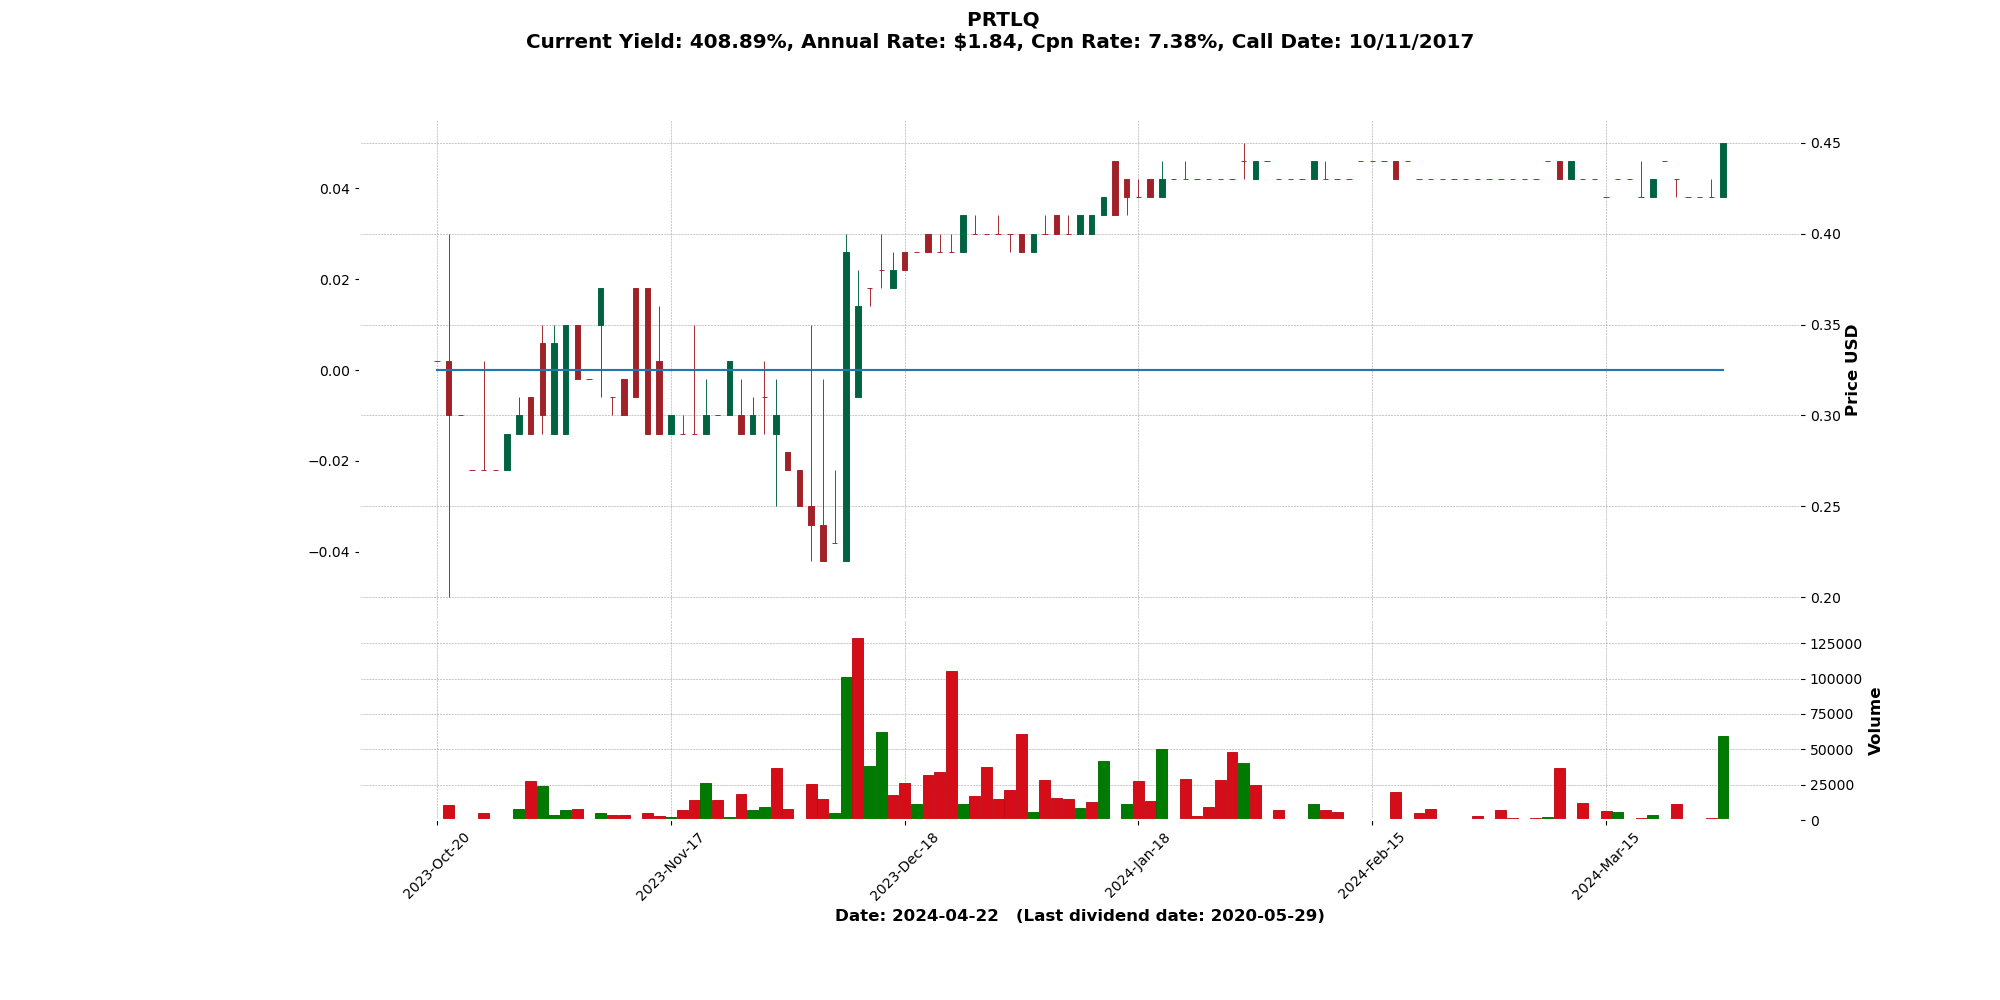 PRTLQ
Current Yield: 408.89%, Annual Rate: $1.84, Cpn Rate: 7.38%, Call Date: 10/11/2017
0.04
0.02
0.00
−0.02
−0.04
0.45
0.40
0.35
0.30
0.25
0.20
Price USD
125000
100000
75000
50000
25000
0
Volume
2023-Oct-20
2023-Nov-17
2023-Dec-18
2024-Jan-18
2024-Feb-15
2024-Mar-15
Date: 2024-04-22   (Last dividend date: 2020-05-29)